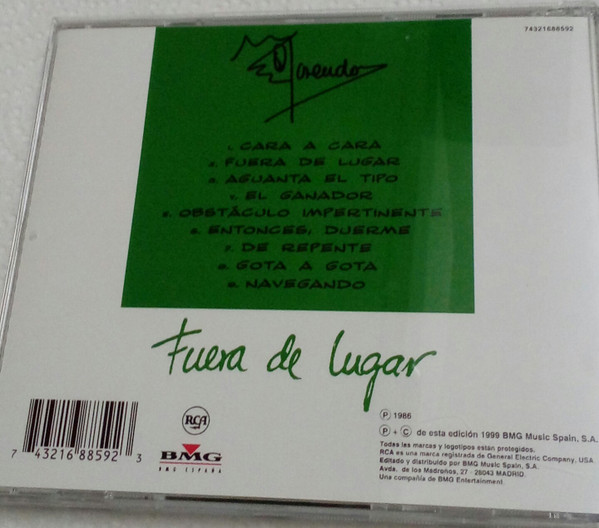 74321688592
Rosendo
1. CARA A CARA
2. FUERA DE LUGAR
3. AGUANTA EL TIPO
4. EL GANADOR
5. OBSTÁCULO IMPERTINENTE
6. ENTONCES, DUERME
7. DE REPENTE
8. GOTA A GOTA
9. NAVEGANDO
Fuera de lugar
7 43216 88592 3
RCA
BMG
BMG ESPAÑA
Ⓟ 1986
Ⓟ + Ⓒ de esta edición 1999 BMG Music Spain, S.A.
Todas las marcas y logotipos están protegidos.
RCA es una marca registrada de General Electric Company, USA
Editado y distribuido por BMG Music Spain, S.A.
Avda. de los Madroños, 27 - 28043 MADRID.
Una compañía de BMG Entertainment.